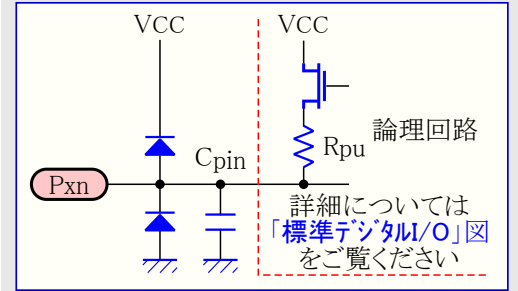 VCC VCC
論理回路
Cpin Rpu
Pxn
詳細については
「標準デジタルI/O」図
をご覧ください